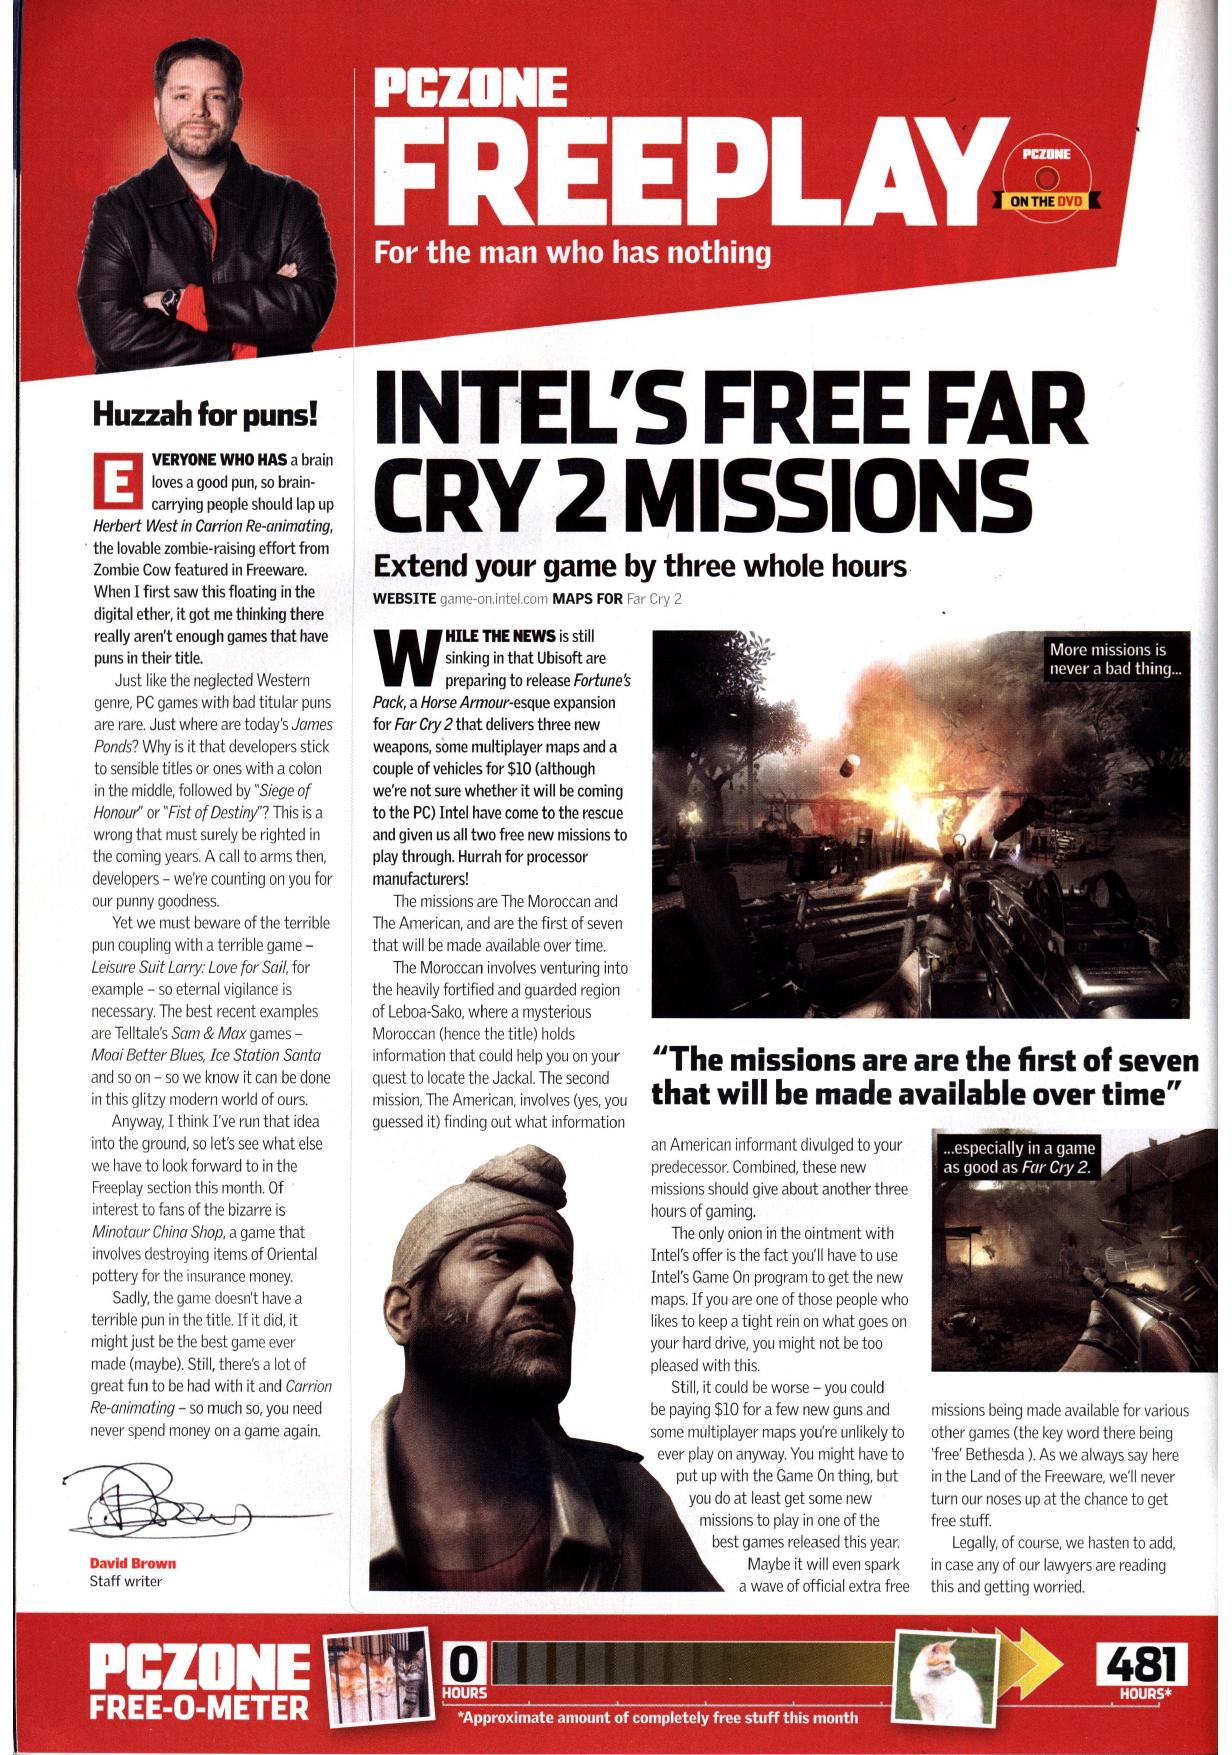 PCZONE
FREEPLAY
For the man who has nothing
PCZONE
ON THE DVD
Huzzah for puns!
EVERYONE WHO HAS a brain
loves a good pun, so brain-
carrying people should lap up
Herbert West in Carrion Re-animating,
the lovable zombie-raising effort from
Zombie Cow featured in Freeware.
When I first saw this floating in the
digital ether, it got me thinking there
really aren't enough games that have
puns in their title.
Just like the neglected Western
genre, PC games with bad titular puns
are rare. Just where are today's James
Ponds? Why is it that developers stick
to sensible titles or ones with a colon
in the middle, followed by "Siege of
Honour" or "Fist of Destiny"? This is a
wrong that must surely be righted in
the coming years. A call to arms then,
developers – we're counting on you for
our punny goodness.
Yet we must beware of the terrible
pun coupling with a terrible game –
Leisure Suit Larry: Love for Sail, for
example – so eternal vigilance is
necessary. The best recent examples
are Telltale's Sam & Max games –
Moai Better Blues, Ice Station Santa
and so on – so we know it can be done
in this glitzy modern world of ours.
Anyway, I think I've run that idea
into the ground, so let's see what else
we have to look forward to in the
Freeplay section this month. Of
interest to fans of the bizarre is
Minotaur China Shop, a game that
involves destroying items of Oriental
pottery for the insurance money.
Sadly, the game doesn't have a
terrible pun in the title. If it did, it
might just be the best game ever
made (maybe). Still, there's a lot of
great fun to be had with it and Carrion
Re-animating – so much so, you need
never spend money on a game again.
David Brown
Staff writer
INTEL'S FREE FAR
CRY 2 MISSIONS
Extend your game by three whole hours
WEBSITE game-on.intel.com MAPS FOR Far Cry 2
WHILE THE NEWS is still
sinking in that Ubisoft are
preparing to release Fortune's
Pack, a Horse Armour-esque expansion
for Far Cry 2 that delivers three new
weapons, some multiplayer maps and a
couple of vehicles for $10 (although
we're not sure whether it will be coming
to the PC) Intel have come to the rescue
and given us all two free new missions to
play through. Hurrah for processor
manufacturers!
The missions are The Moroccan and
The American, and are the first of seven
that will be made available over time.
The Moroccan involves venturing into
the heavily fortified and guarded region
of Leboa-Sako, where a mysterious
Moroccan (hence the title) holds
information that could help you on your
quest to locate the Jackal. The second
mission, The American, involves (yes, you
guessed it) finding out what information
More missions is
never a bad thing...
"The missions are are the first of seven
that will be made available over time"
an American informant divulged to your
predecessor. Combined, these new
missions should give about another three
hours of gaming.
The only onion in the ointment with
Intel's offer is the fact you'll have to use
Intel's Game On program to get the new
maps. If you are one of those people who
likes to keep a tight rein on what goes on
your hard drive, you might not be too
pleased with this.
Still, it could be worse – you could
be paying $10 for a few new guns and
some multiplayer maps you're unlikely to
ever play on anyway. You might have to
put up with the Game On thing, but
you do at least get some new
missions to play in one of the
best games released this year.
Maybe it will even spark
a wave of official extra free
...especially in a game
as good as Far Cry 2.
missions being made available for various
other games (the key word there being
'free' Bethesda ). As we always say here
in the Land of the Freeware, we'll never
turn our noses up at the chance to get
free stuff.
Legally, of course, we hasten to add,
in case any of our lawyers are reading
this and getting worried.
PCZONE
FREE-O-METER
0
HOURS
481
HOURS*
*Approximate amount of completely free stuff this month